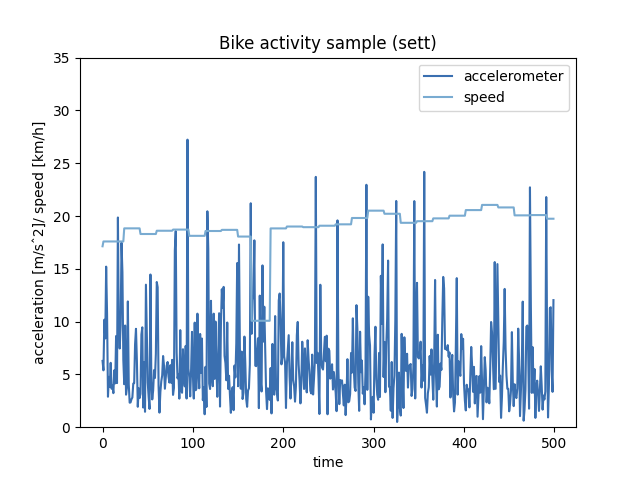 Bike activity sample (sett)
acceleration [m/s^2]/ speed [km/h]
35
30
25
20
15
10
5
0
accelerometer
speed
0 100 200 300 400 500
time